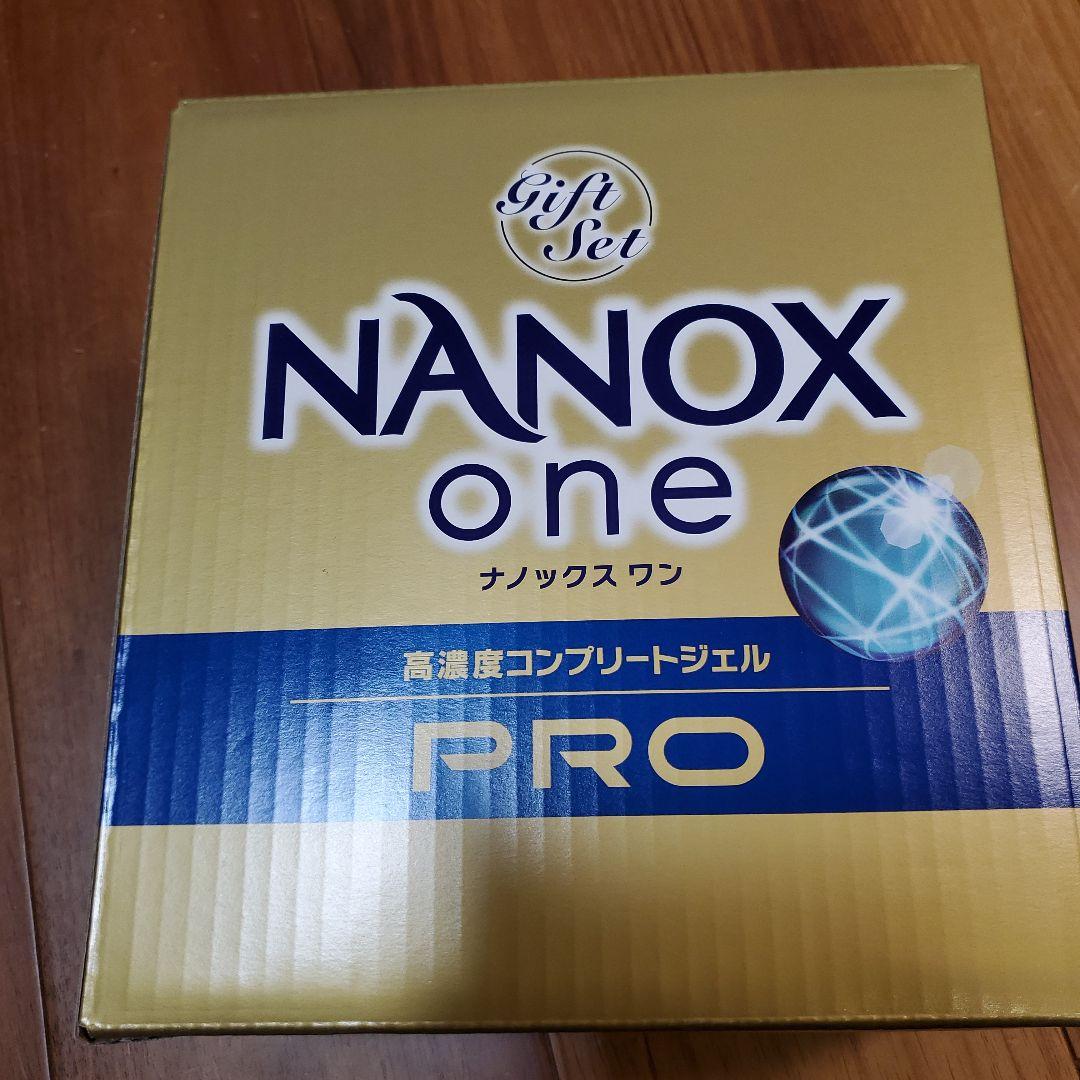 Gift
Set
NANOX
one
ナノックス ワン
高濃度コンプリートジェル
PRO